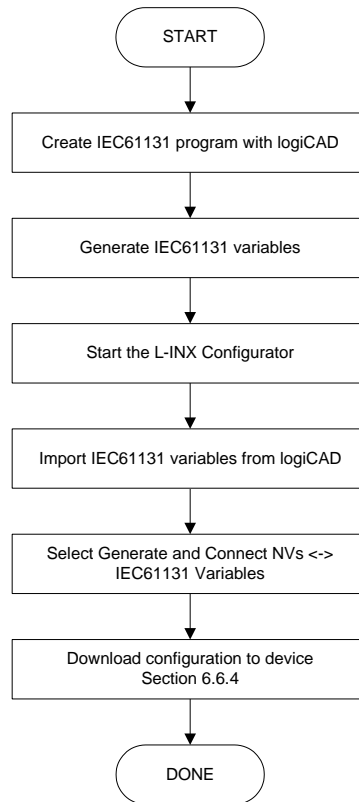 START
Create IEC61131 program with logiCAD
Generate IEC61131 variables
Start the L-INX Configurator
Import IEC61131 variables from logiCAD
Select Generate and Connect NVs <->
IEC61131 Variables
Download configuration to device
Section 6.6.4
DONE